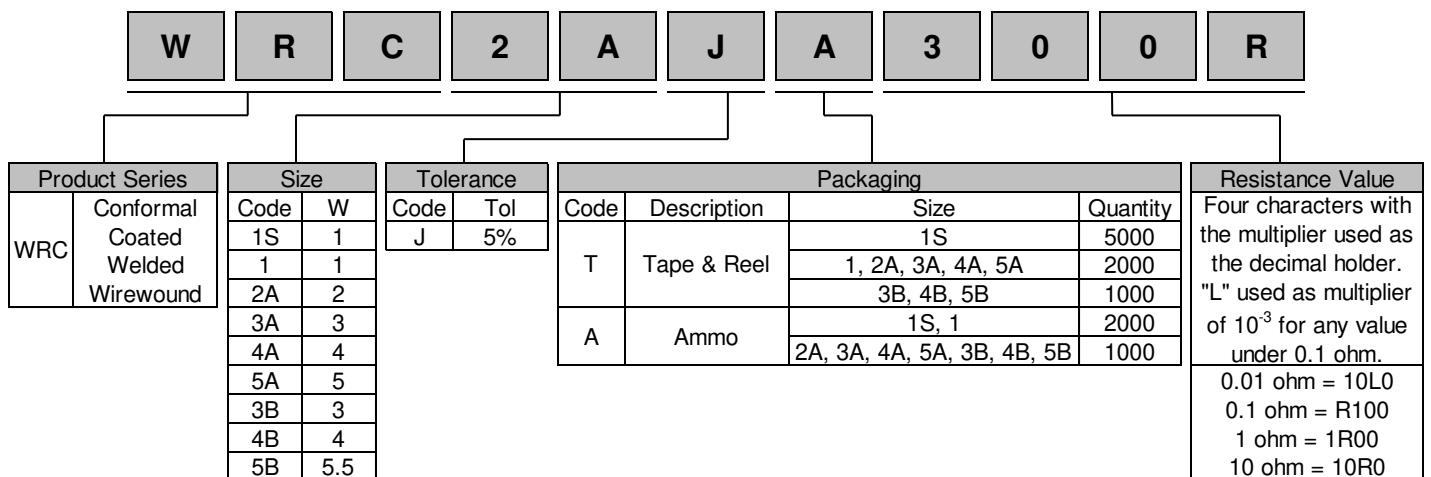 W R C 2 A J A 3 0 0 R
Product Series
WRC
Conformal
Coated
Welded
Wirewound
Size
Code W
1S 1
1 1
2A 2
3A 3
4A 4
5A 5
3B 3
4B 4
5B 5.5
Tolerance
Code Tol
J 5%
Packaging
Code Description Size Quantity
T Tape & Reel
1S 5000
1, 2A, 3A, 4A, 5A 2000
3B, 4B, 5B 1000
A Ammo
1S, 1 2000
2A, 3A, 4A, 5A, 3B, 4B, 5B 1000
Resistance Value
Four characters with
the multiplier used as
the decimal holder.
"L" used as multiplier
of 10⁻³ for any value
under 0.1 ohm.
0.01 ohm = 10L0
0.1 ohm = R100
1 ohm = 1R00
10 ohm = 10R0